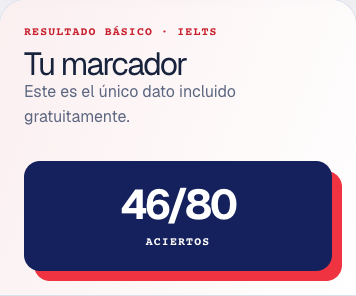 RESULTADO BÁSICO · IELTS
Tu marcador
Este es el único dato incluido
gratuitamente.
46/80
ACIERTOS